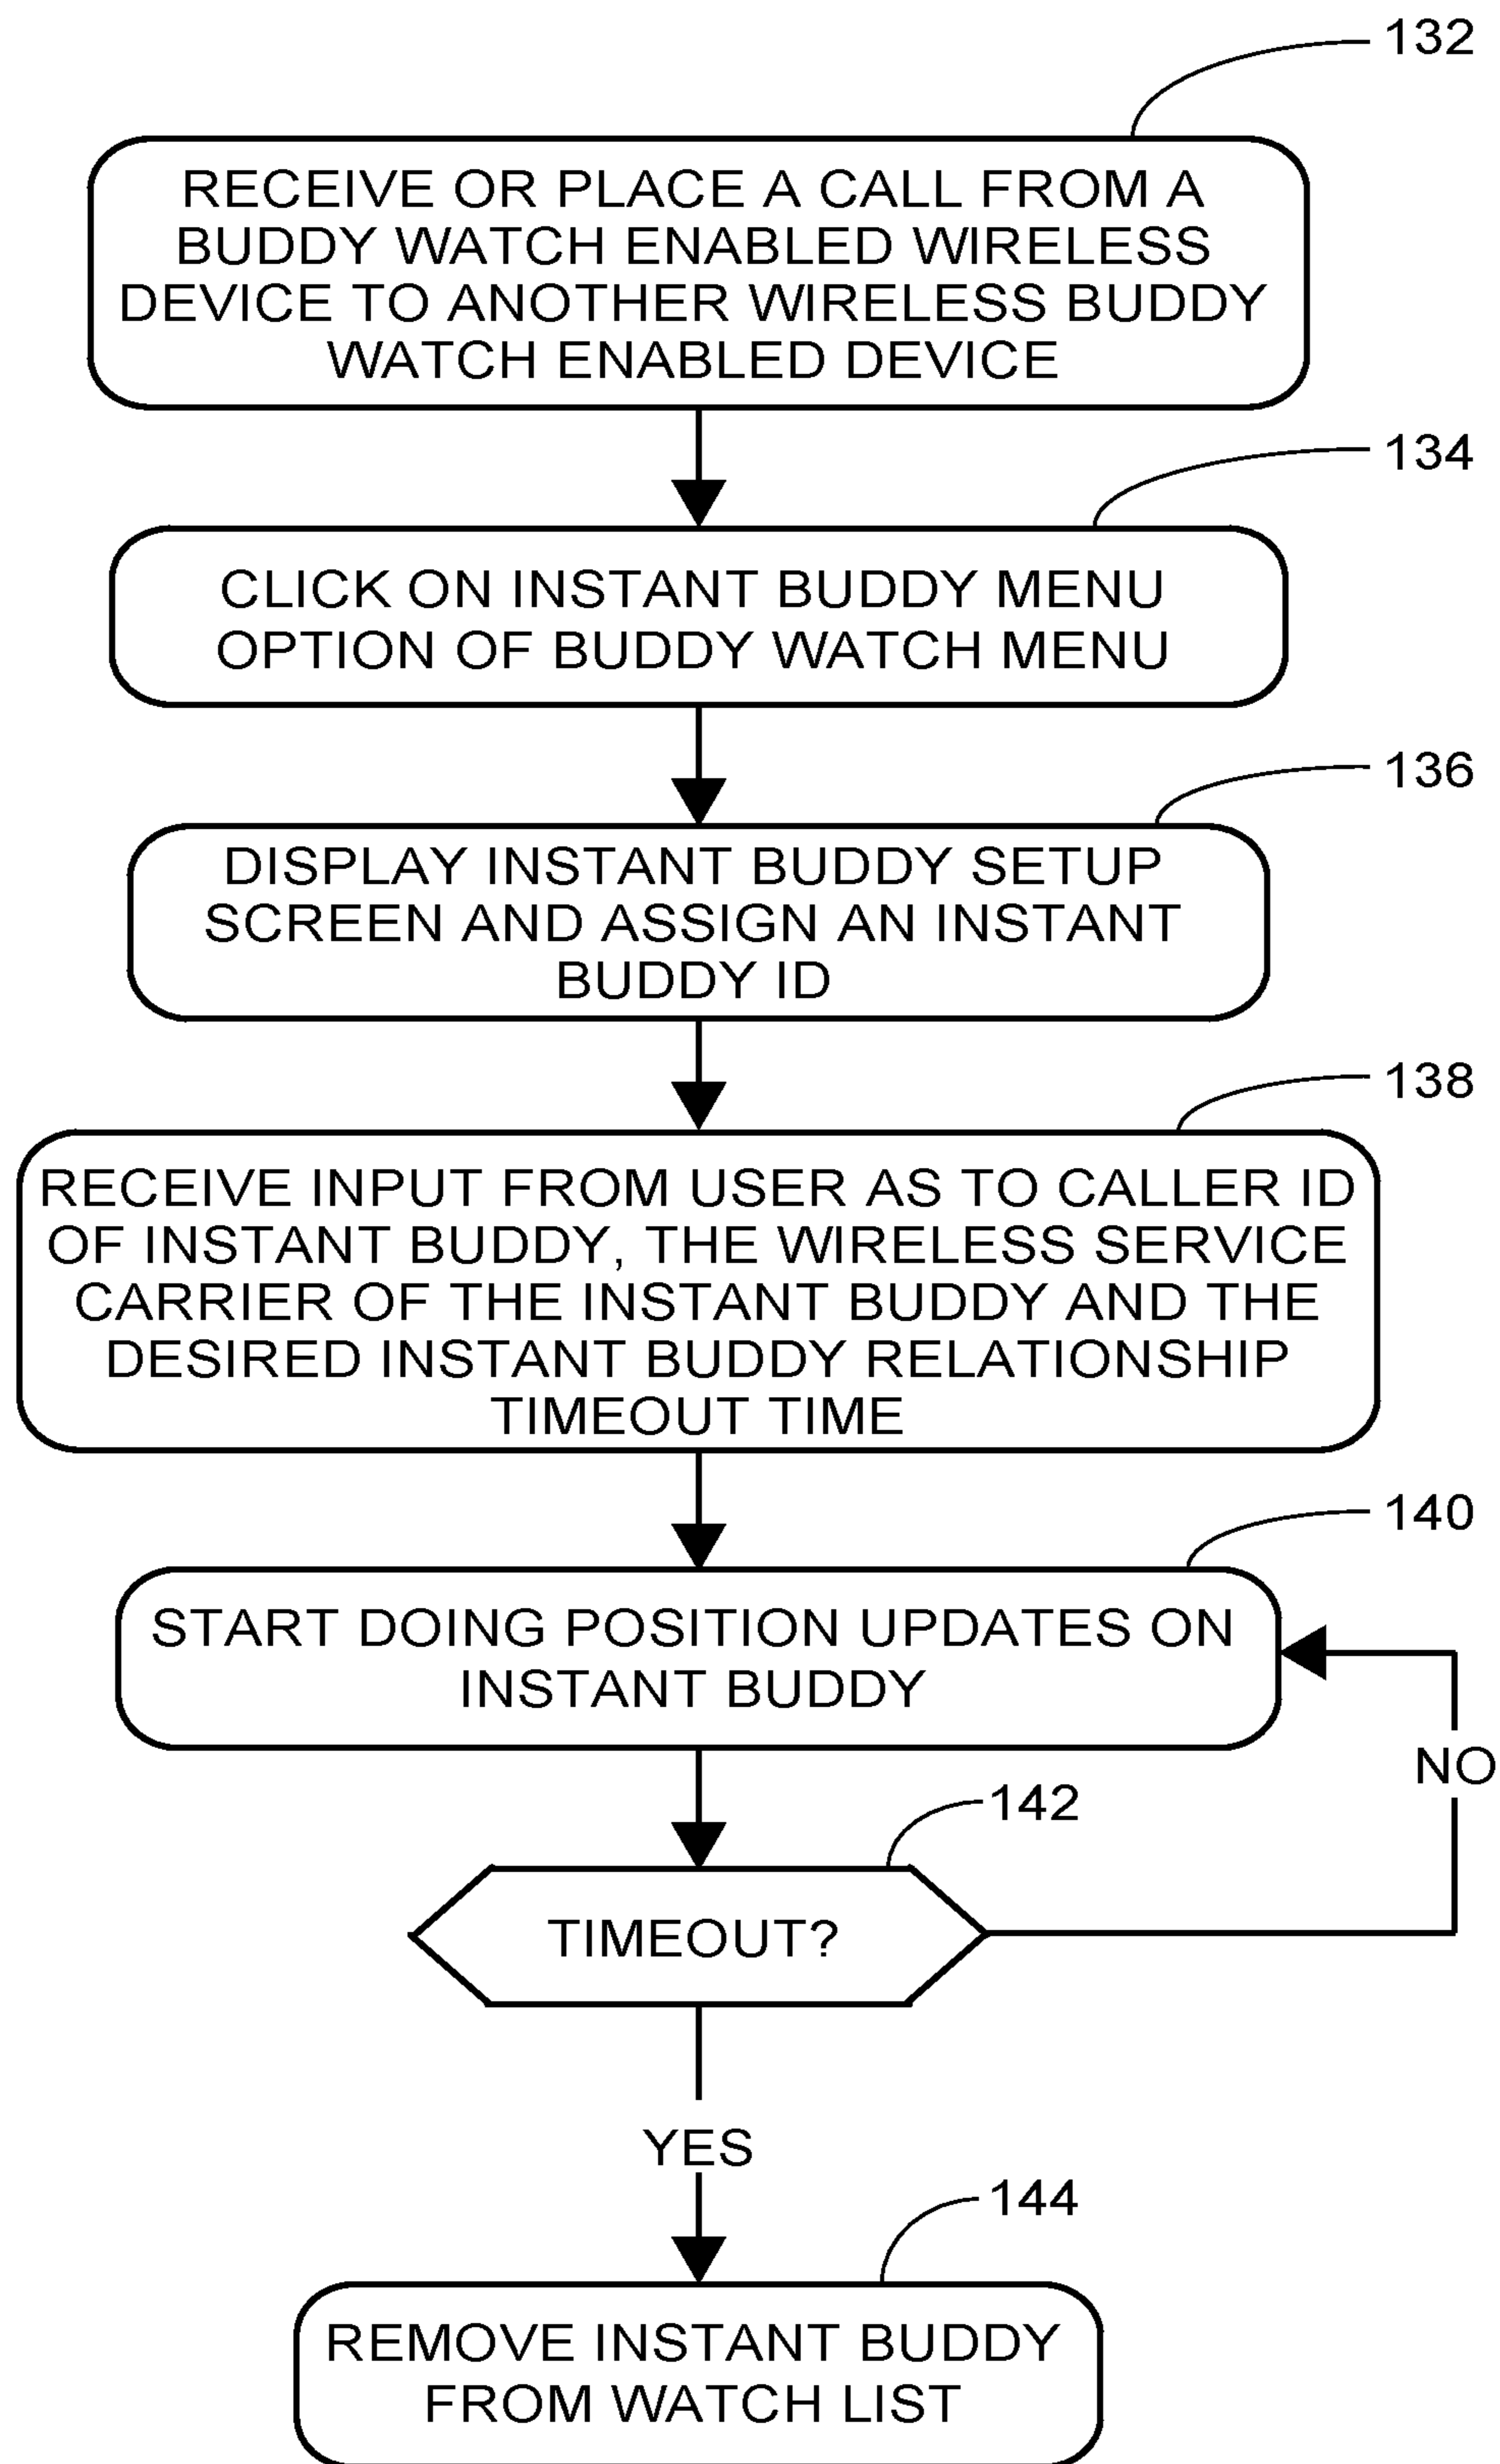 132
RECEIVE OR PLACE A CALL FROM A
BUDDY WATCH ENABLED WIRELESS
DEVICE TO ANOTHER WIRELESS BUDDY
WATCH ENABLED DEVICE
134
CLICK ON INSTANT BUDDY MENU
OPTION OF BUDDY WATCH MENU
136
DISPLAY INSTANT BUDDY SETUP
SCREEN AND ASSIGN AN INSTANT
BUDDY ID
138
RECEIVE INPUT FROM USER AS TO CALLER ID
OF INSTANT BUDDY, THE WIRELESS SERVICE
CARRIER OF THE INSTANT BUDDY AND THE
DESIRED INSTANT BUDDY RELATIONSHIP
TIMEOUT TIME
140
START DOING POSITION UPDATES ON
INSTANT BUDDY
NO
142
TIMEOUT?
YES
144
REMOVE INSTANT BUDDY
FROM WATCH LIST